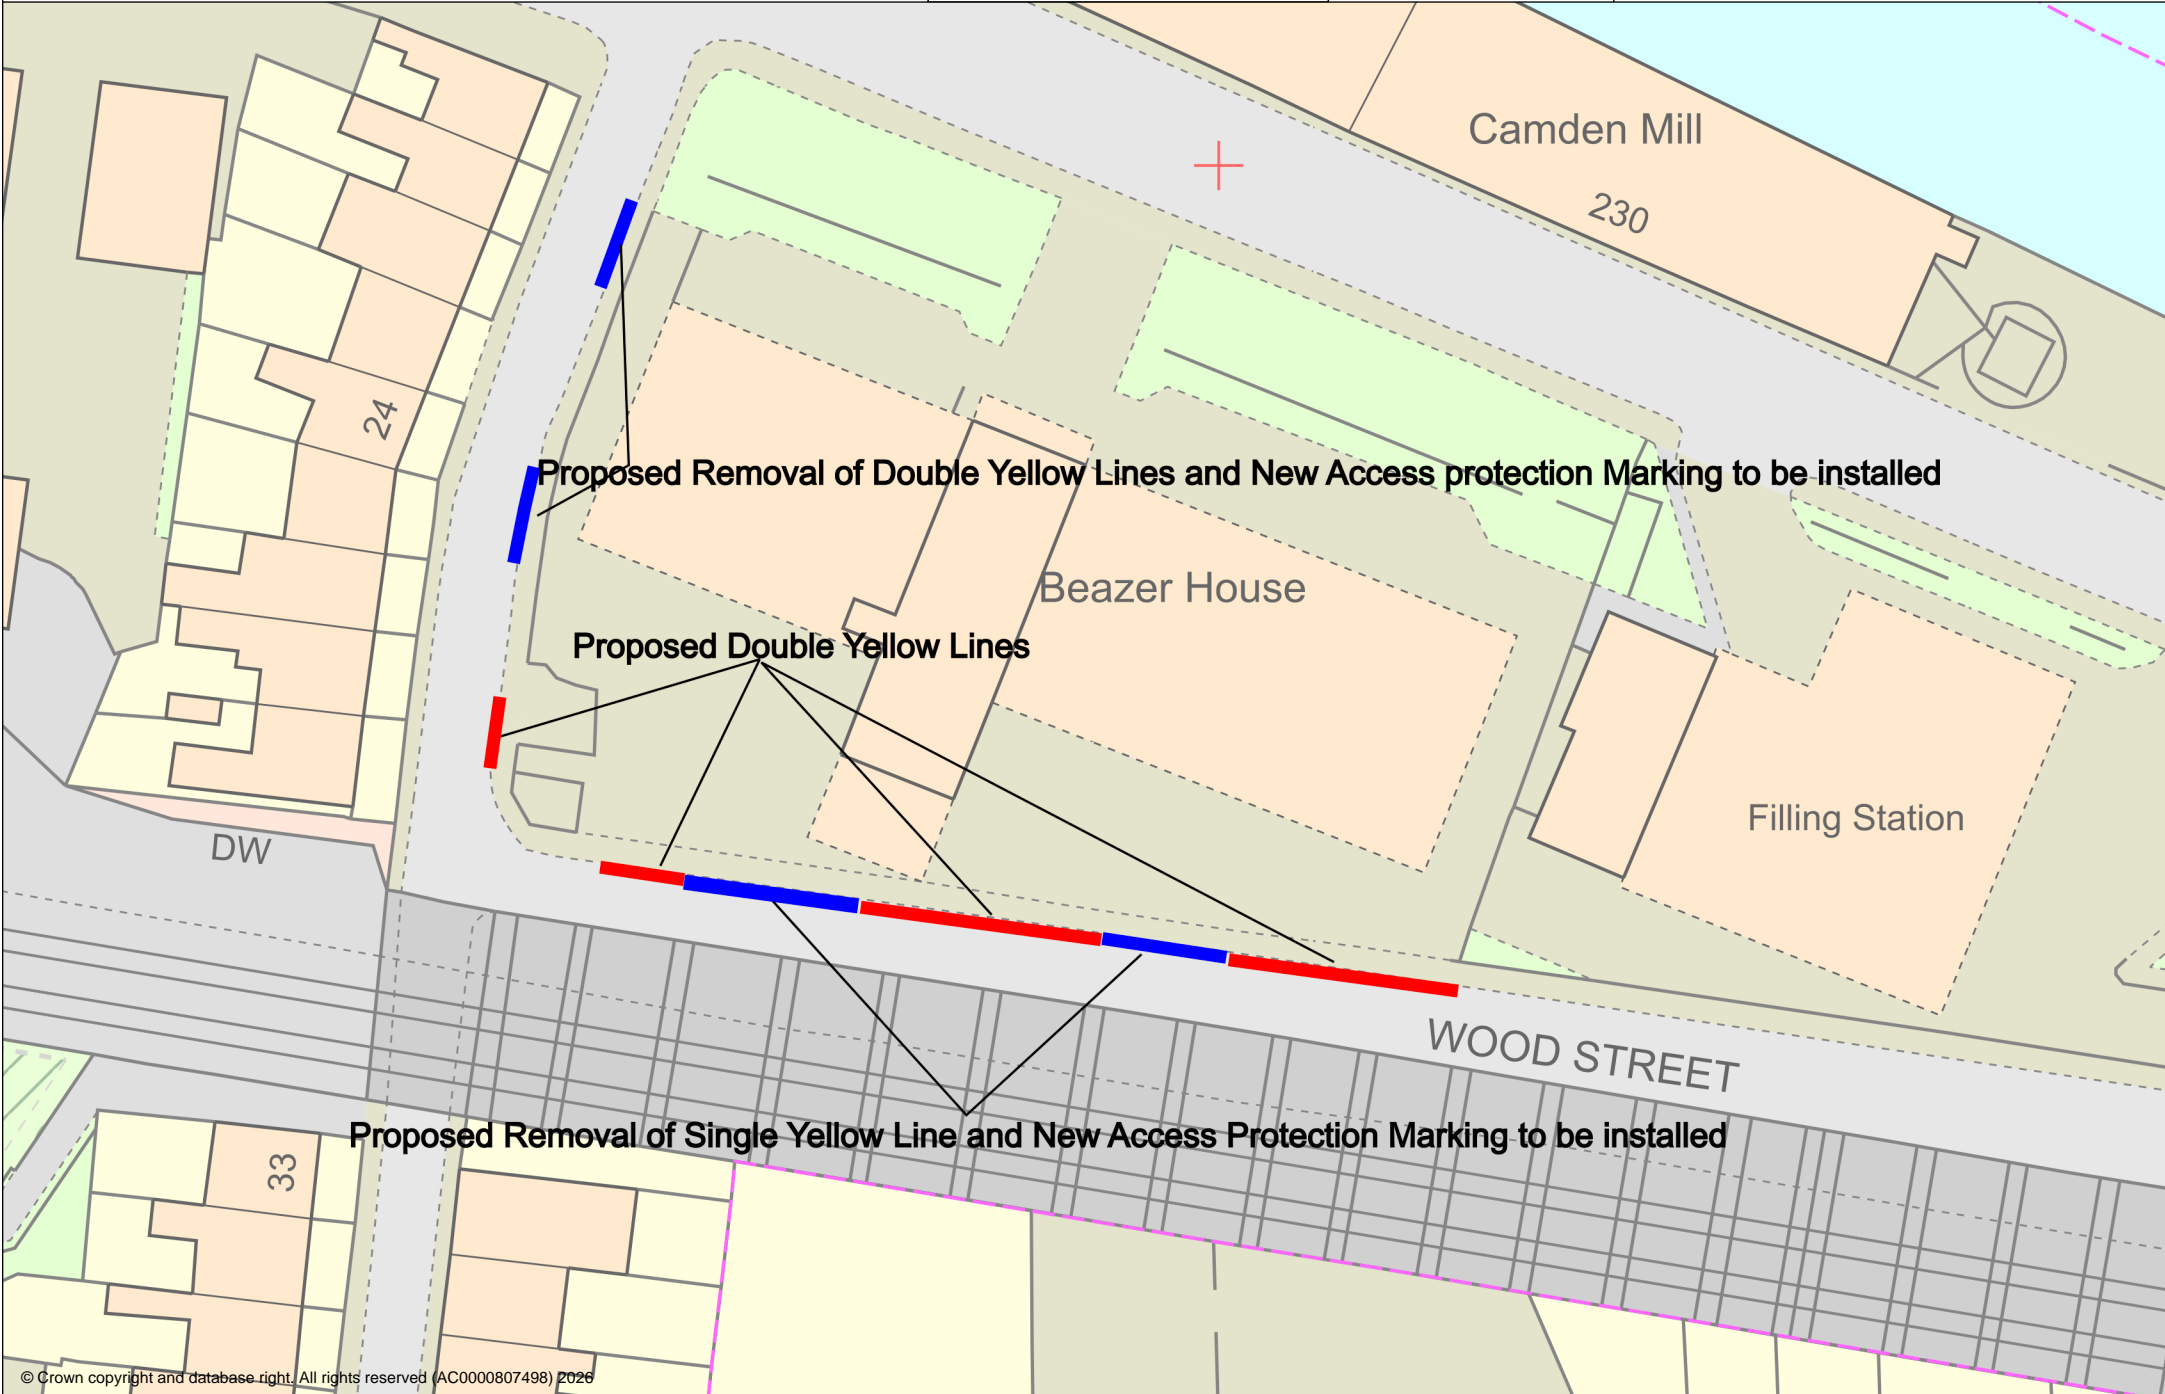 Camden Mill
230
24
Proposed Removal of Double Yellow Lines and New Access protection Marking to be installed
Beazer House
Proposed Double Yellow Lines
Filling Station
DW
WOOD STREET
Proposed Removal of Single Yellow Line and New Access Protection Marking to be installed
33
© Crown copyright and database right. All rights reserved (AC0000807498) 2026